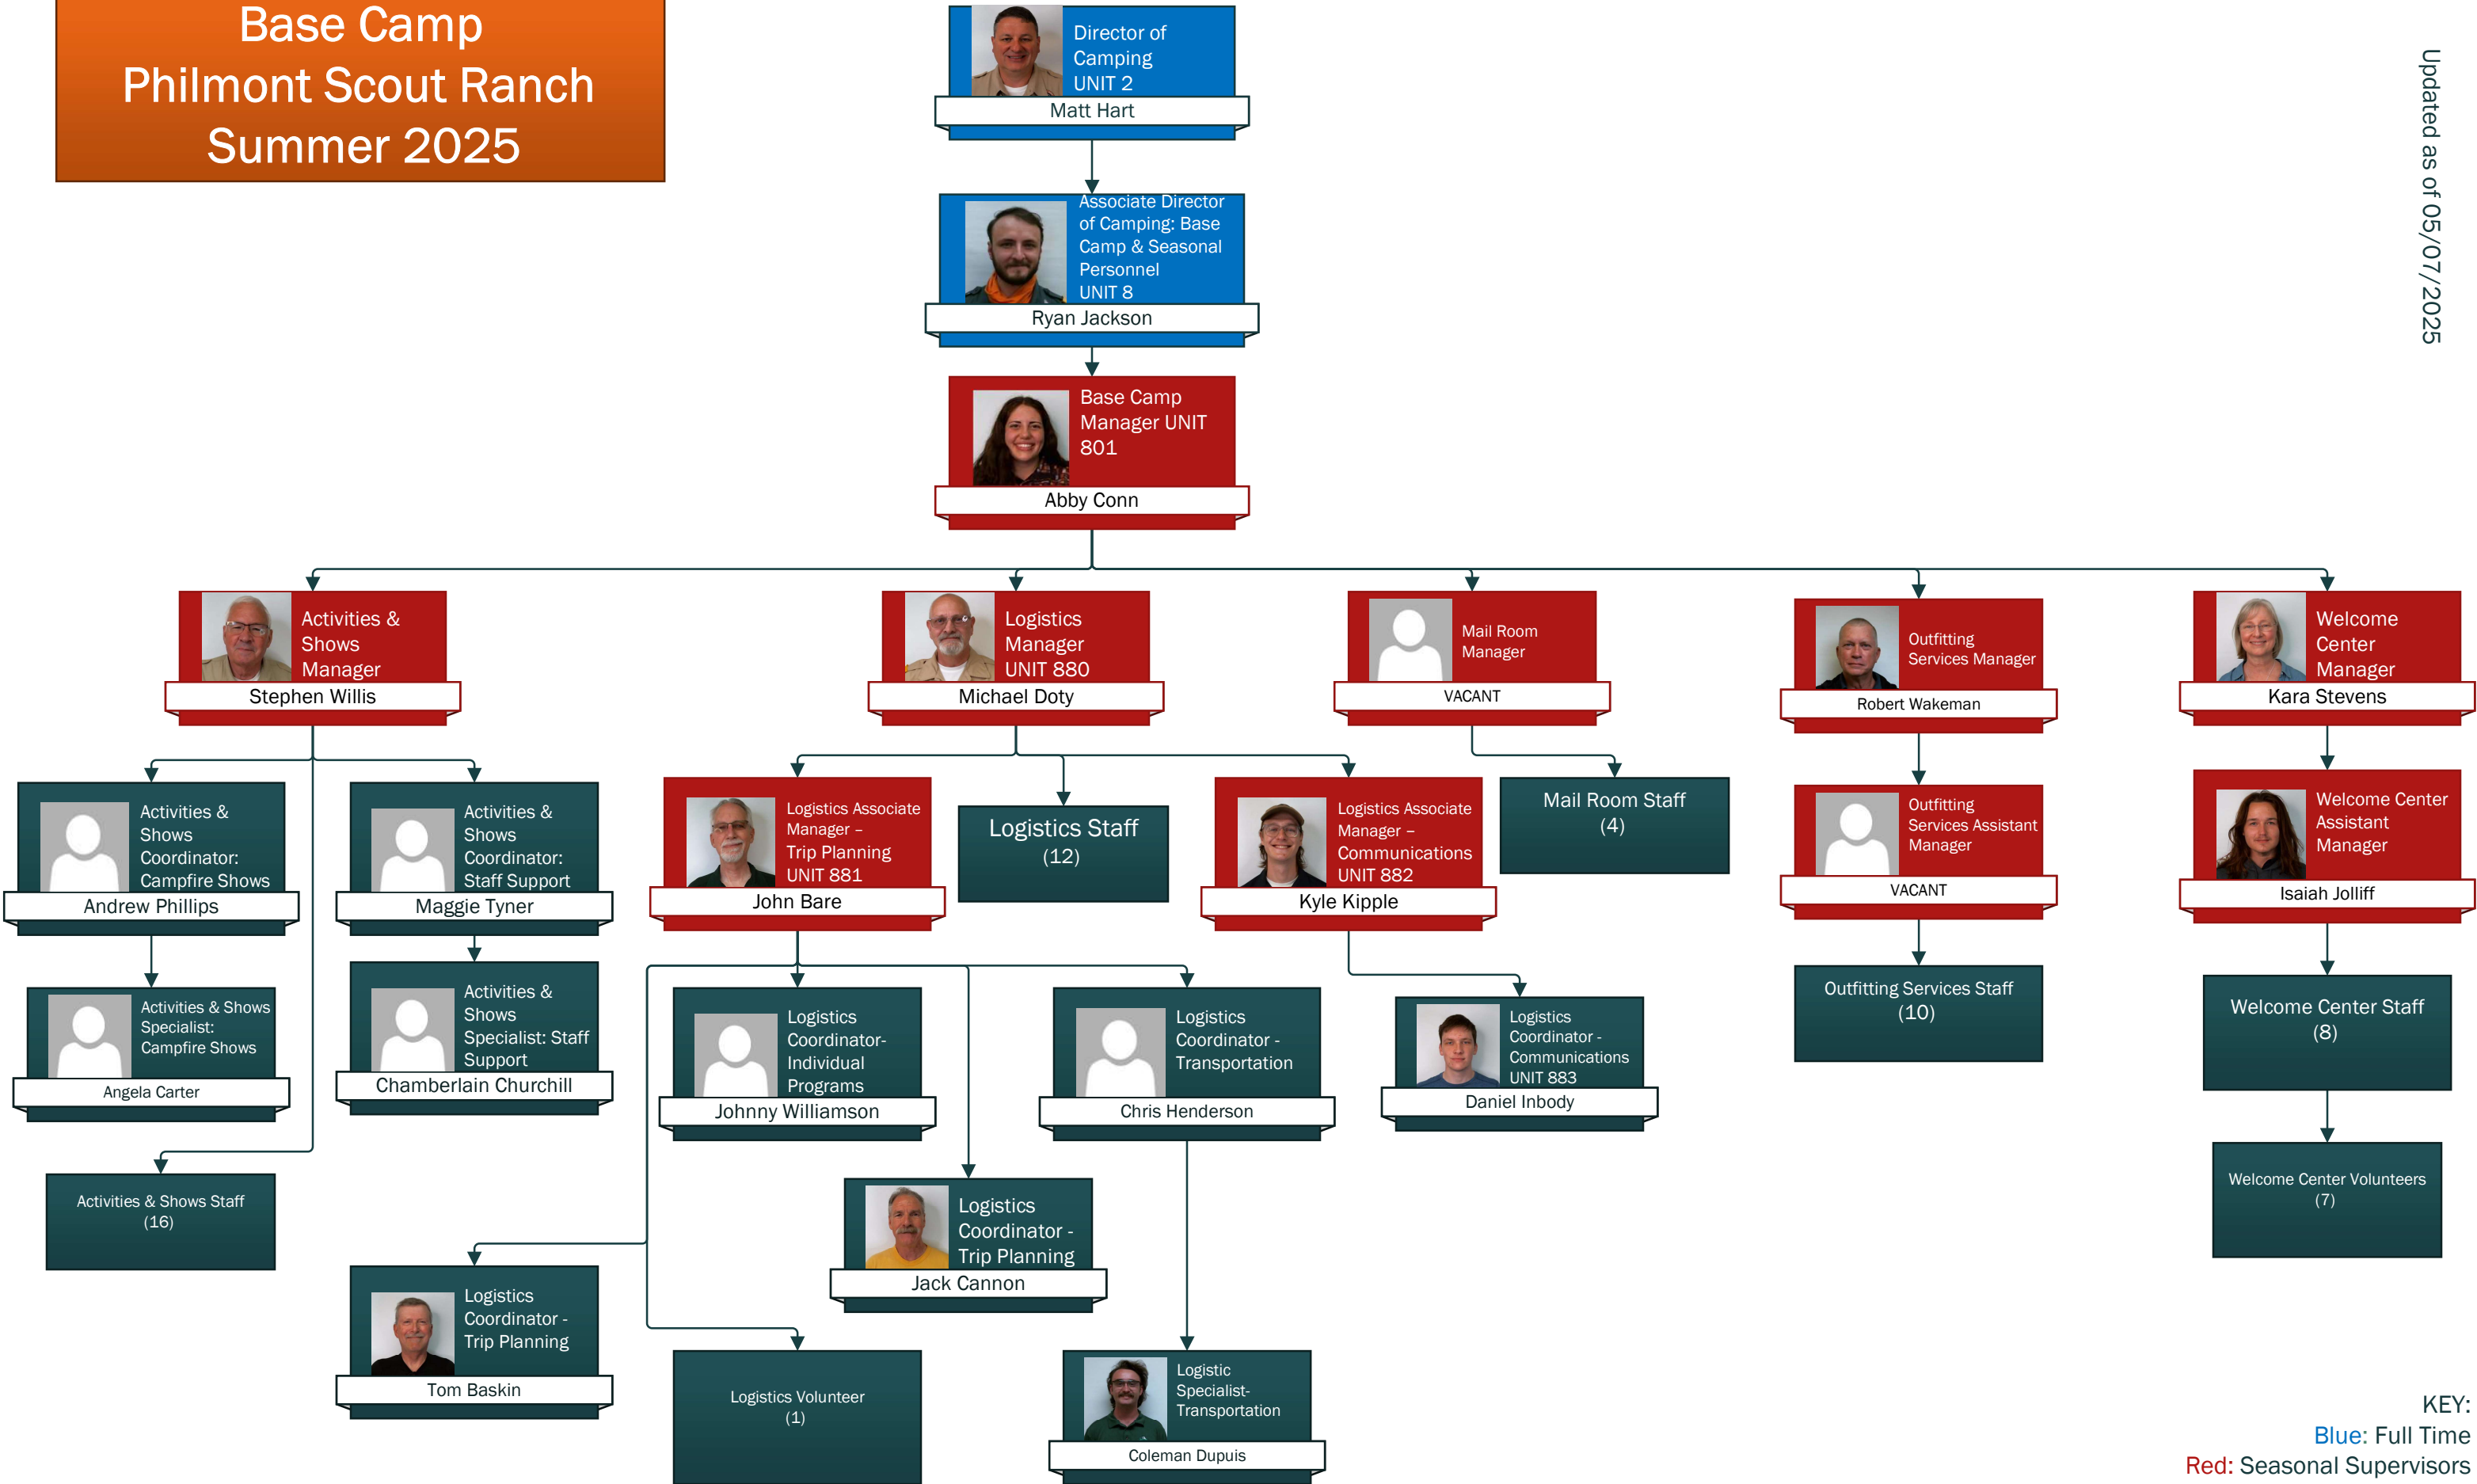 Base Camp
Philmont Scout Ranch
Summer 2025
Updated as of 05/07/2025
Director of
Camping
UNIT 2
Matt Hart
Associate Director
of Camping: Base
Camp & Seasonal
Personnel
UNIT 8
Ryan Jackson
Base Camp
Manager UNIT
801
Abby Conn
Activities &
Shows
Manager
Stephen Willis
Logistics
Manager
UNIT 880
Michael Doty
Mail Room
Manager
VACANT
Outfitting
Services Manager
Robert Wakeman
Welcome
Center
Manager
Kara Stevens
Activities &
Shows
Coordinator:
Campfire Shows
Andrew Phillips
Activities &
Shows
Coordinator:
Staff Support
Maggie Tyner
Logistics Associate
Manager –
Trip Planning
UNIT 881
John Bare
Logistics Staff
(12)
Logistics Associate
Manager –
Communications
UNIT 882
Kyle Kipple
Mail Room Staff
(4)
Outfitting
Services Assistant
Manager
VACANT
Welcome Center
Assistant
Manager
Isaiah Jolliff
Activities & Shows
Specialist:
Campfire Shows
Angela Carter
Activities &
Shows
Specialist: Staff
Support
Chamberlain Churchill
Logistics
Coordinator-
Individual
Programs
Johnny Williamson
Logistics
Coordinator -
Transportation
Chris Henderson
Logistics
Coordinator -
Communications
UNIT 883
Daniel Inbody
Outfitting Services Staff
(10)
Welcome Center Staff
(8)
Activities & Shows Staff
(16)
Logistics
Coordinator -
Trip Planning
Jack Cannon
Welcome Center Volunteers
(7)
Logistics
Coordinator -
Trip Planning
Tom Baskin
Logistics Volunteer
(1)
Logistic
Specialist-
Transportation
Coleman Dupuis
KEY:
Blue: Full Time
Red: Seasonal Supervisors